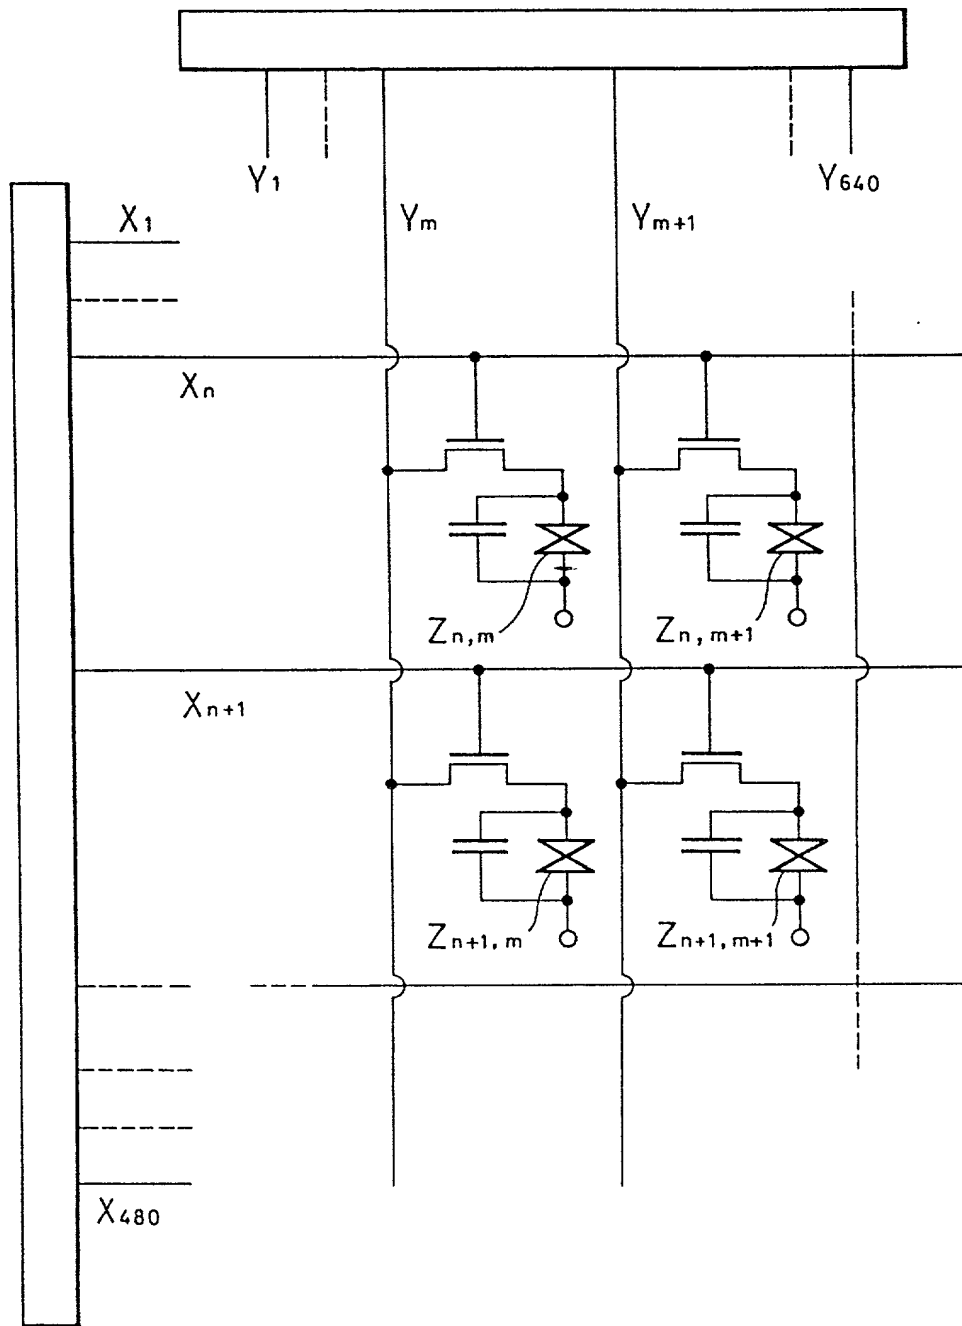 Y1 Y640
X1 Ym Ym+1
Xn
Zn,m Zn,m+1
Xn+1
Zn+1,m Zn+1,m+1
X480